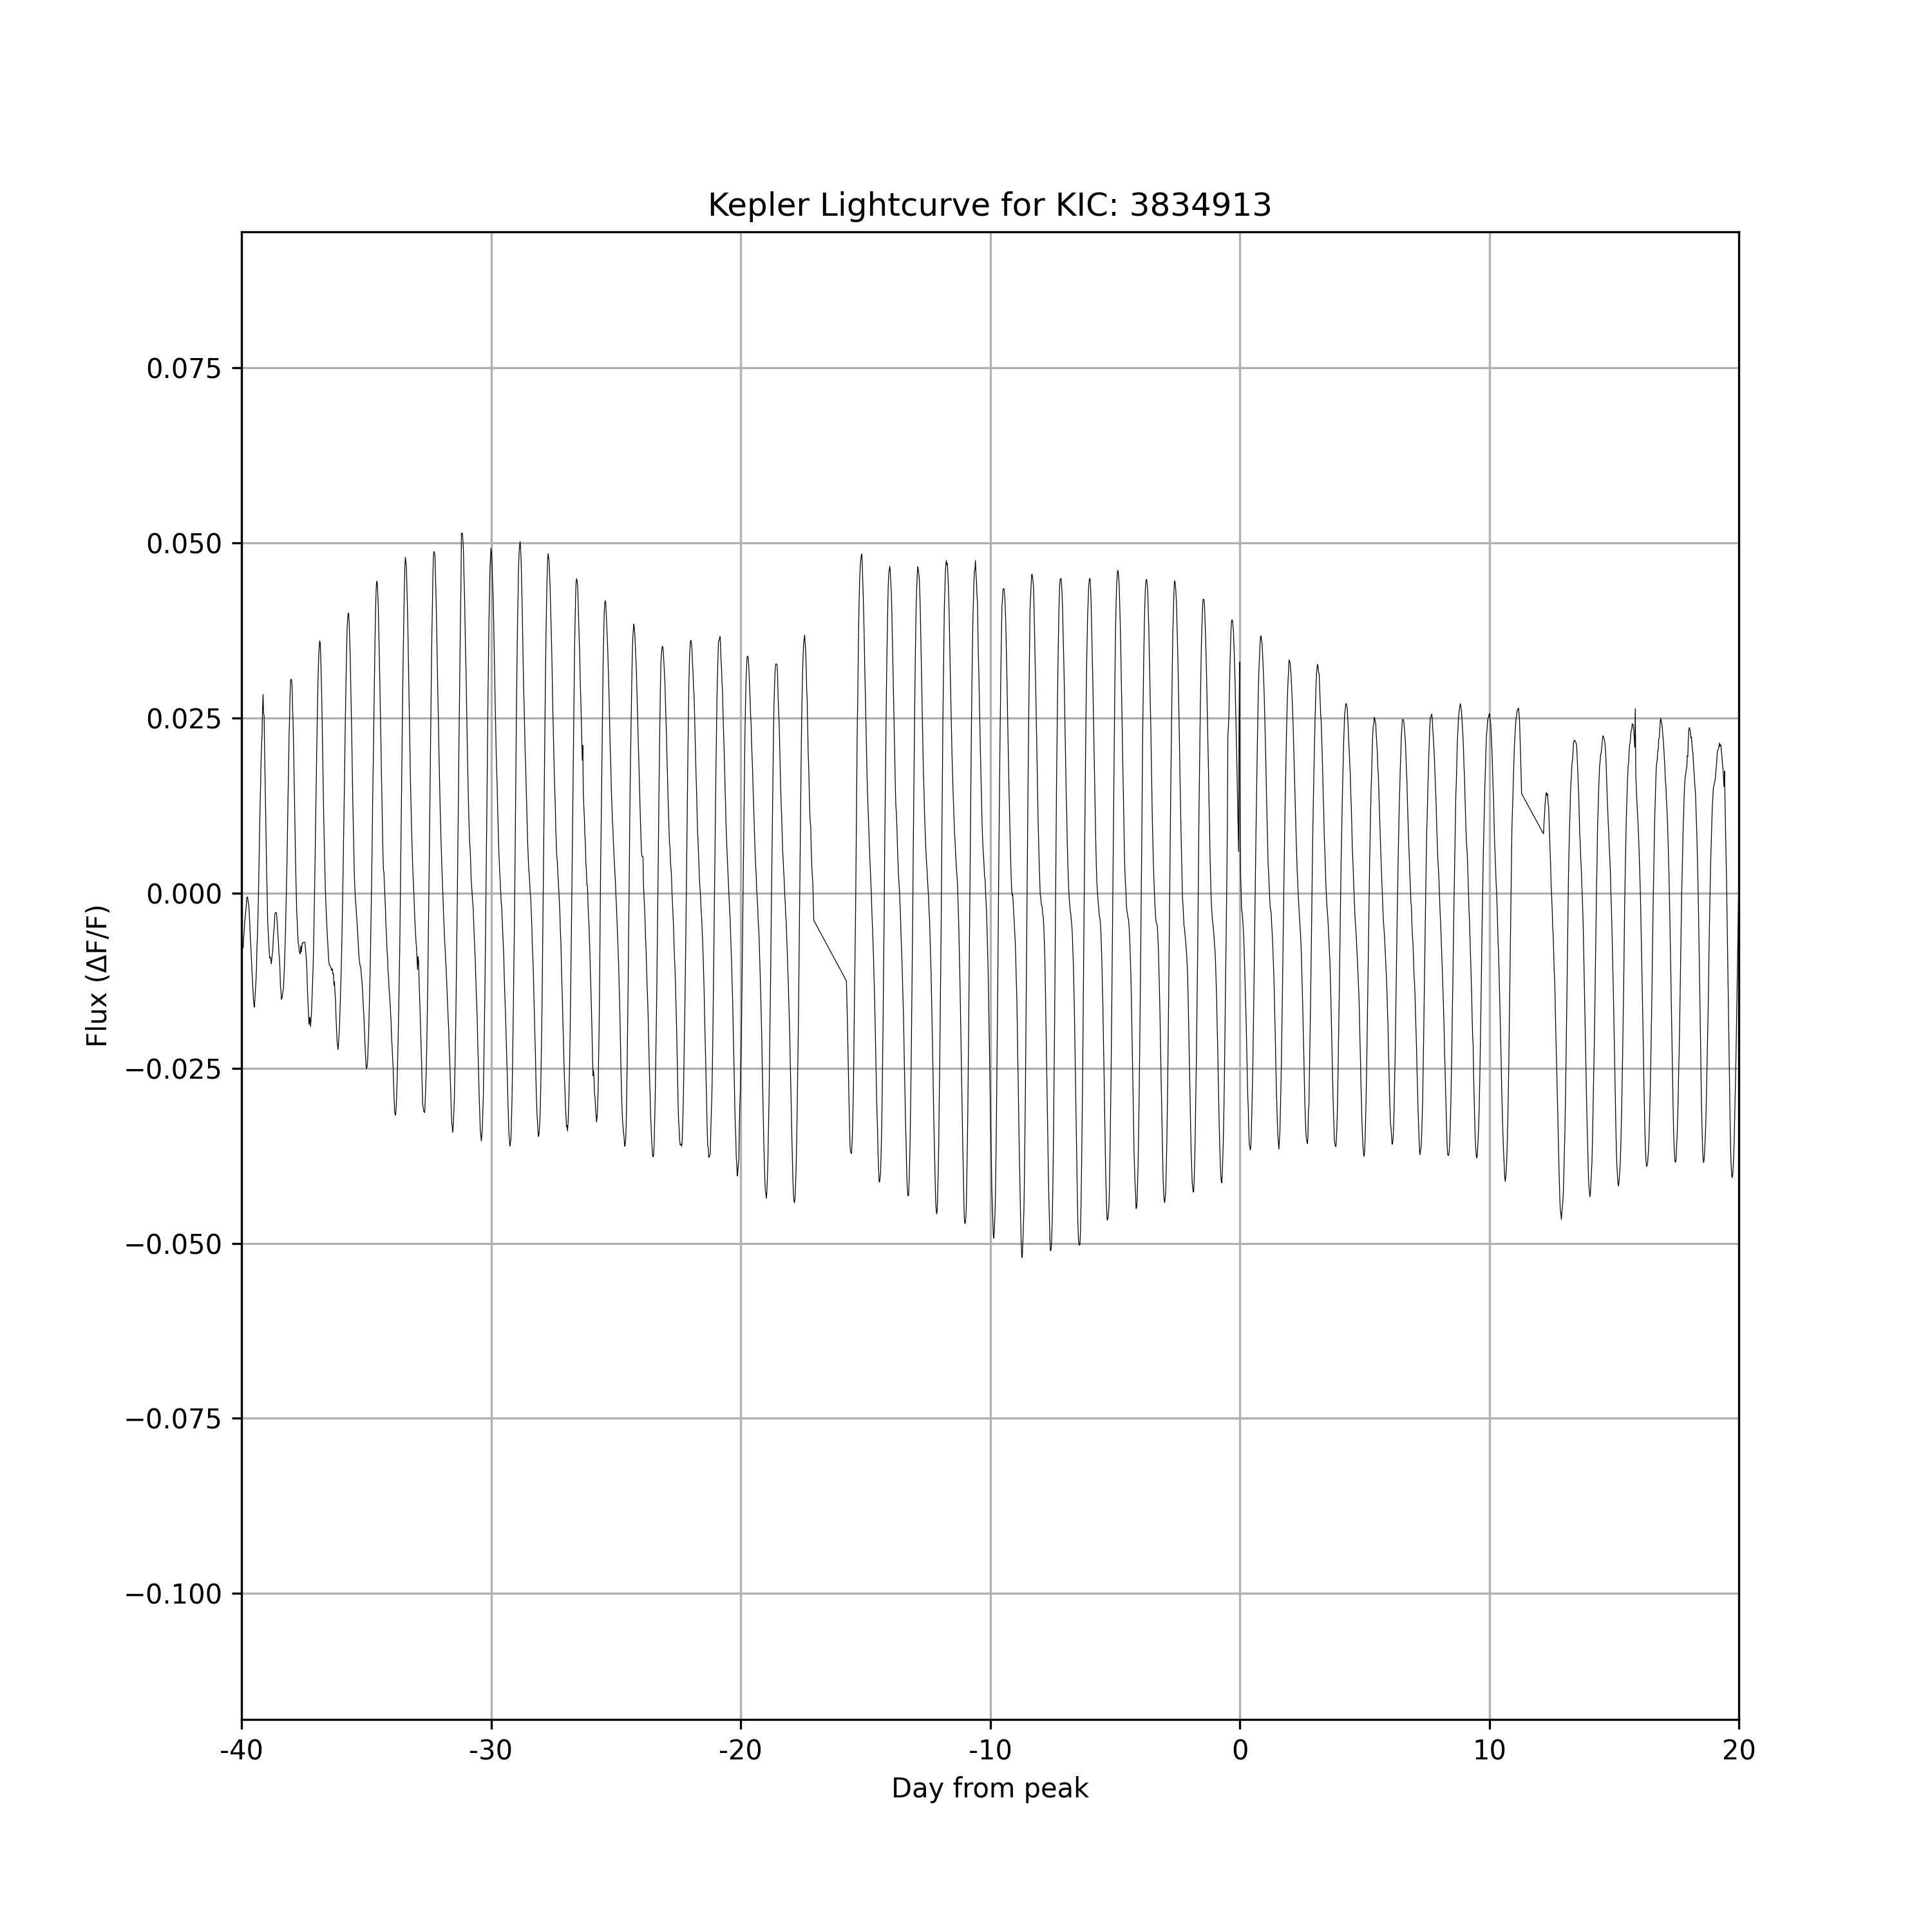 Kepler Lightcurve for KIC: 3834913
0.075
0.050
0.025
0.000
−0.025
−0.050
−0.075
−0.100
Flux (ΔF/F)
-40 -30 -20 -10 0 10 20
Day from peak